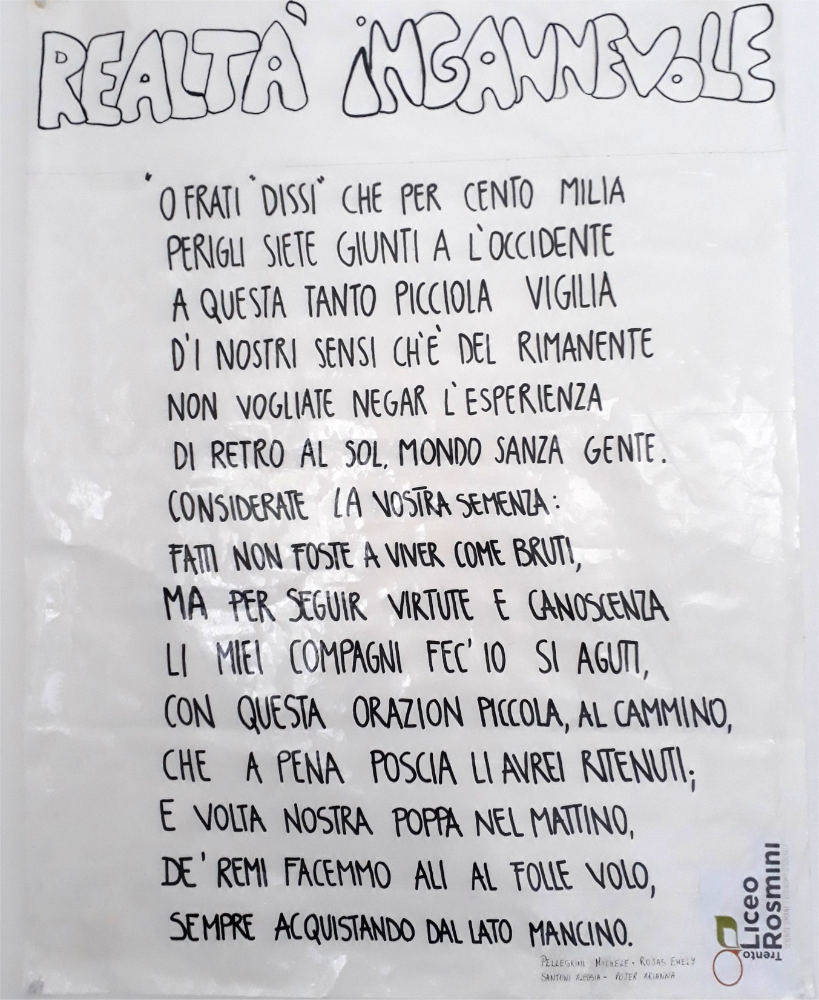 REALTÀ iNGANNEVOLE
"O FRATI "DISSI" CHE PER CENTO MILIA
PERIGLI SIETE GIUNTI A L'OCCIDENTE
A QUESTA TANTO PICCIOLA VIGILIA
D'I NOSTRI SENSI CH'È DEL RIMANENTE
NON VOGLIATE NEGAR L'ESPERIENZA
DI RETRO AL SOL, MONDO SANZA GENTE.
CONSIDERATE LA VOSTRA SEMENZA:
FATTI NON FOSTE A VIVER COME BRUTI,
MA PER SEGUIR VIRTUTE E CANOSCENZA
LI MIEI COMPAGNI FEC' IO SI AGUTI,
CON QUESTA ORAZION PICCOLA, AL CAMMINO,
CHE A PENA POSCIA LI AVREI RITENUTI;
E VOLTA NOSTRA POPPA NEL MATTINO,
DE' REMI FACEMMO ALI AL FOLLE VOLO,
SEMPRE ACQUISTANDO DAL LATO MANCINO.
PELLEGRINI MICHELE - ROJAS EMELY
SANTONI ALESSIA - POJER ARIANNA
Liceo
Rosmini
Trento